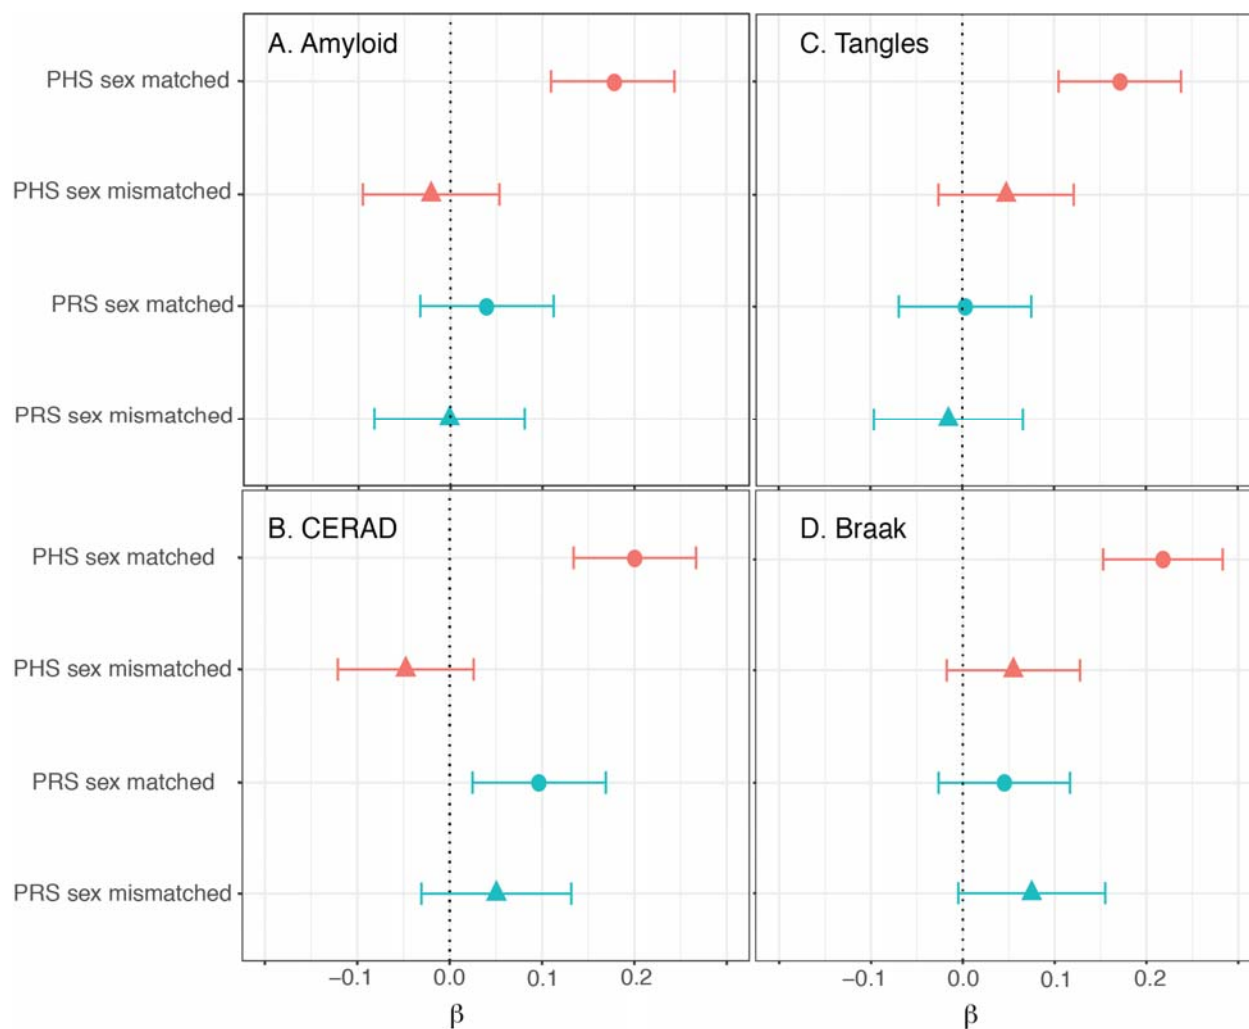 A. Amyloid
C. Tangles
PHS sex matched
PHS sex mismatched
PRS sex matched
PRS sex mismatched
B. CERAD
D. Braak
PHS sex matched
PHS sex mismatched
PRS sex matched
PRS sex mismatched
−0.1 0.0 0.1 0.2
−0.1 0.0 0.1 0.2
β
β